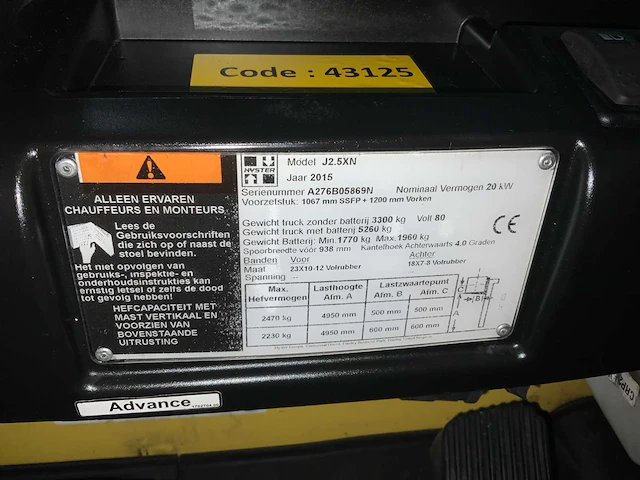 Code : 43125
ALLEEN ERVAREN
CHAUFFEURS EN MONTEURS.
Lees de
Gebruiksvoorschriften
die zich op of naast de
stoel bevinden.
Het niet opvolgen van
gebruiks-, inspektie- en
onderhoudsinstrukties kan
ernstig letsel of zelfs de dood
tot gevolg hebben!
HEFCAPACITEIT MET
MAST VERTIKAAL EN
VOORZIEN VAN
BOVENSTAANDE
UITRUSTING
HYSTER
Model J2.5XN
Jaar 2015
Serienummer A276B05869N Nominaal Vermogen 20 kW
Voorzetstuk: 1067 mm SSFP + 1200 mm Vorken
Gewicht truck zonder batterij 3300 kg Volt 80
Gewicht truck met batterij 5260 kg
Gewicht Batterij: Min.1770 kg Max.1960 kg
Spoorbreedte vóór 938 mm Kantelhoek Achterwaarts 4.0 Graden
CE
Banden Voor Achter
Maat 23X10-12 Volrubber 18X7-8 Volrubber
Spanning
Max. Hefvermogen Lasthoogte Afm. A Lastzwaartepunt Afm. B Afm. C
2470 kg 4950 mm 500 mm 500 mm
2230 kg 4950 mm 600 mm 600 mm
C
A
B
Advance